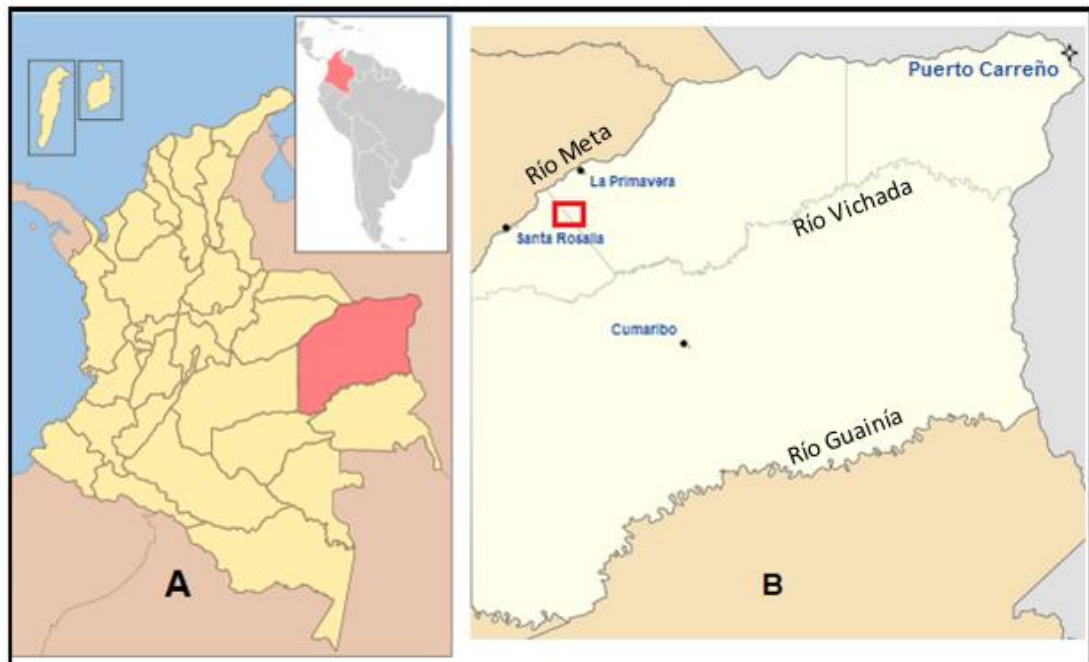 Puerto Carreño
Río Meta
La Primavera
Río Vichada
Santa Rosalia
Cumaribo
Río Guainía
A
B